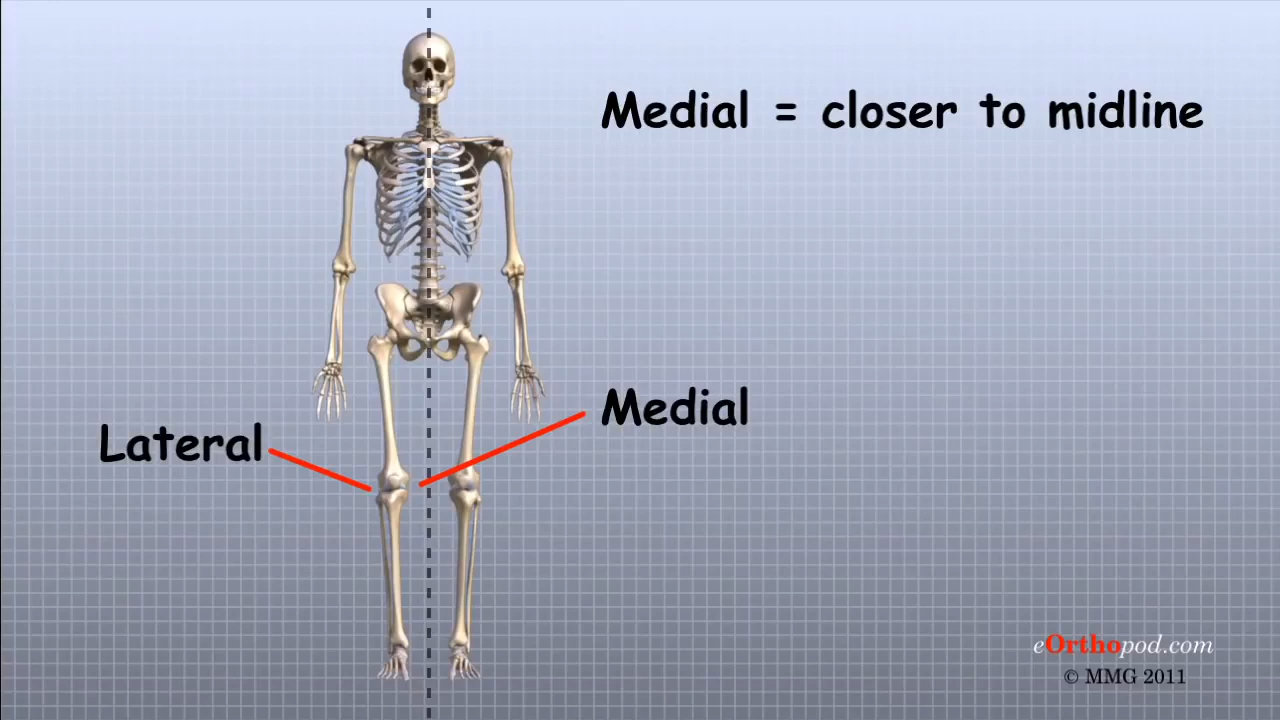 Medial = closer to midline
Medial
Lateral
eOrthopod.com
© MMG 2011